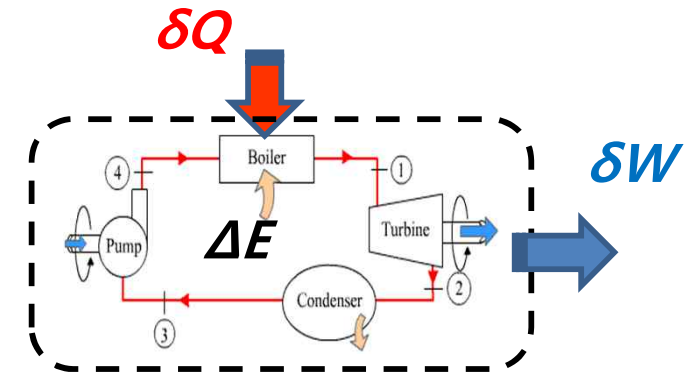 δQ
Boiler
4
1
δW
Pump
ΔE
Turbine
Condenser
2
3